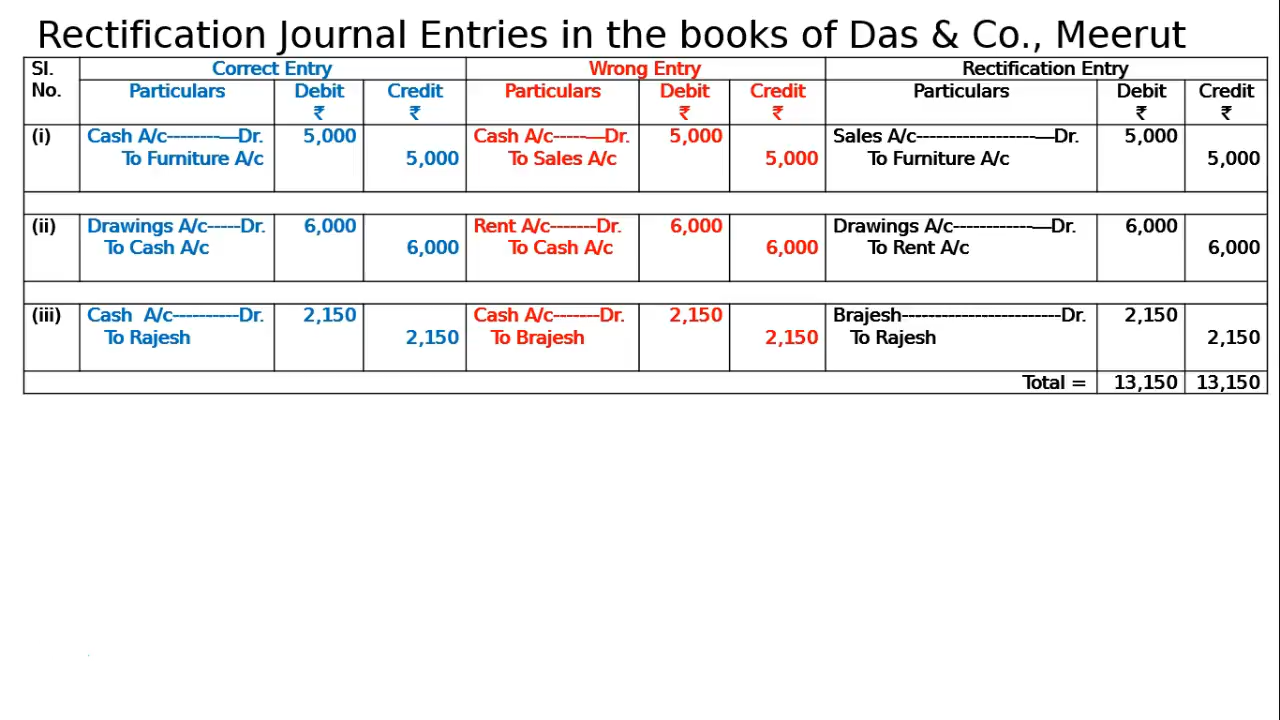 Rectification Journal Entries in the books of Das & Co., Meerut
Sl. Correct Entry Wrong Entry Rectification Entry
No. Particulars Debit Credit Particulars Debit Credit Particulars Debit Credit
₹ ₹ ₹ ₹ ₹ ₹
(i) Cash A/c--------—Dr. 5,000 Cash A/c-----—Dr. 5,000 Sales A/c------------------—Dr. 5,000
To Furniture A/c 5,000 To Sales A/c 5,000 To Furniture A/c 5,000
(ii) Drawings A/c-----Dr. 6,000 Rent A/c-------Dr. 6,000 Drawings A/c------------—Dr. 6,000
To Cash A/c 6,000 To Cash A/c 6,000 To Rent A/c 6,000
(iii) Cash A/c----------Dr. 2,150 Cash A/c-------Dr. 2,150 Brajesh------------------------Dr. 2,150
To Rajesh 2,150 To Brajesh 2,150 To Rajesh 2,150
Total = 13,150 13,150